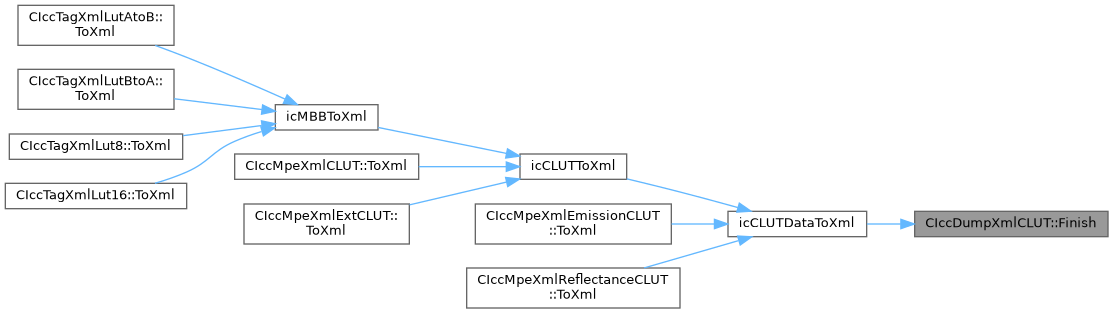 CIccTagXmlLutAtoB::
ToXml
CIccTagXmlLutBtoA::
ToXml
icMBBToXml
CIccTagXmlLut8::ToXml
CIccMpeXmlCLUT::ToXml
icCLUTToXml
CIccTagXmlLut16::ToXml
CIccMpeXmlExtCLUT::
ToXml
CIccMpeXmlEmissionCLUT
::ToXml
icCLUTDataToXml
CIccDumpXmlCLUT::Finish
CIccMpeXmlReflectanceCLUT
::ToXml